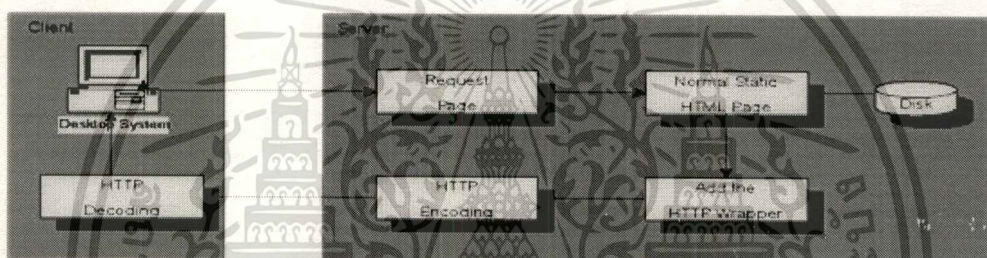 Client
Server
Desktop System
Request
Page
Normal Static
HTML Page
Disk
HTTP
Decoding
HTTP
Encoding
Add the
HTTP Wrapper